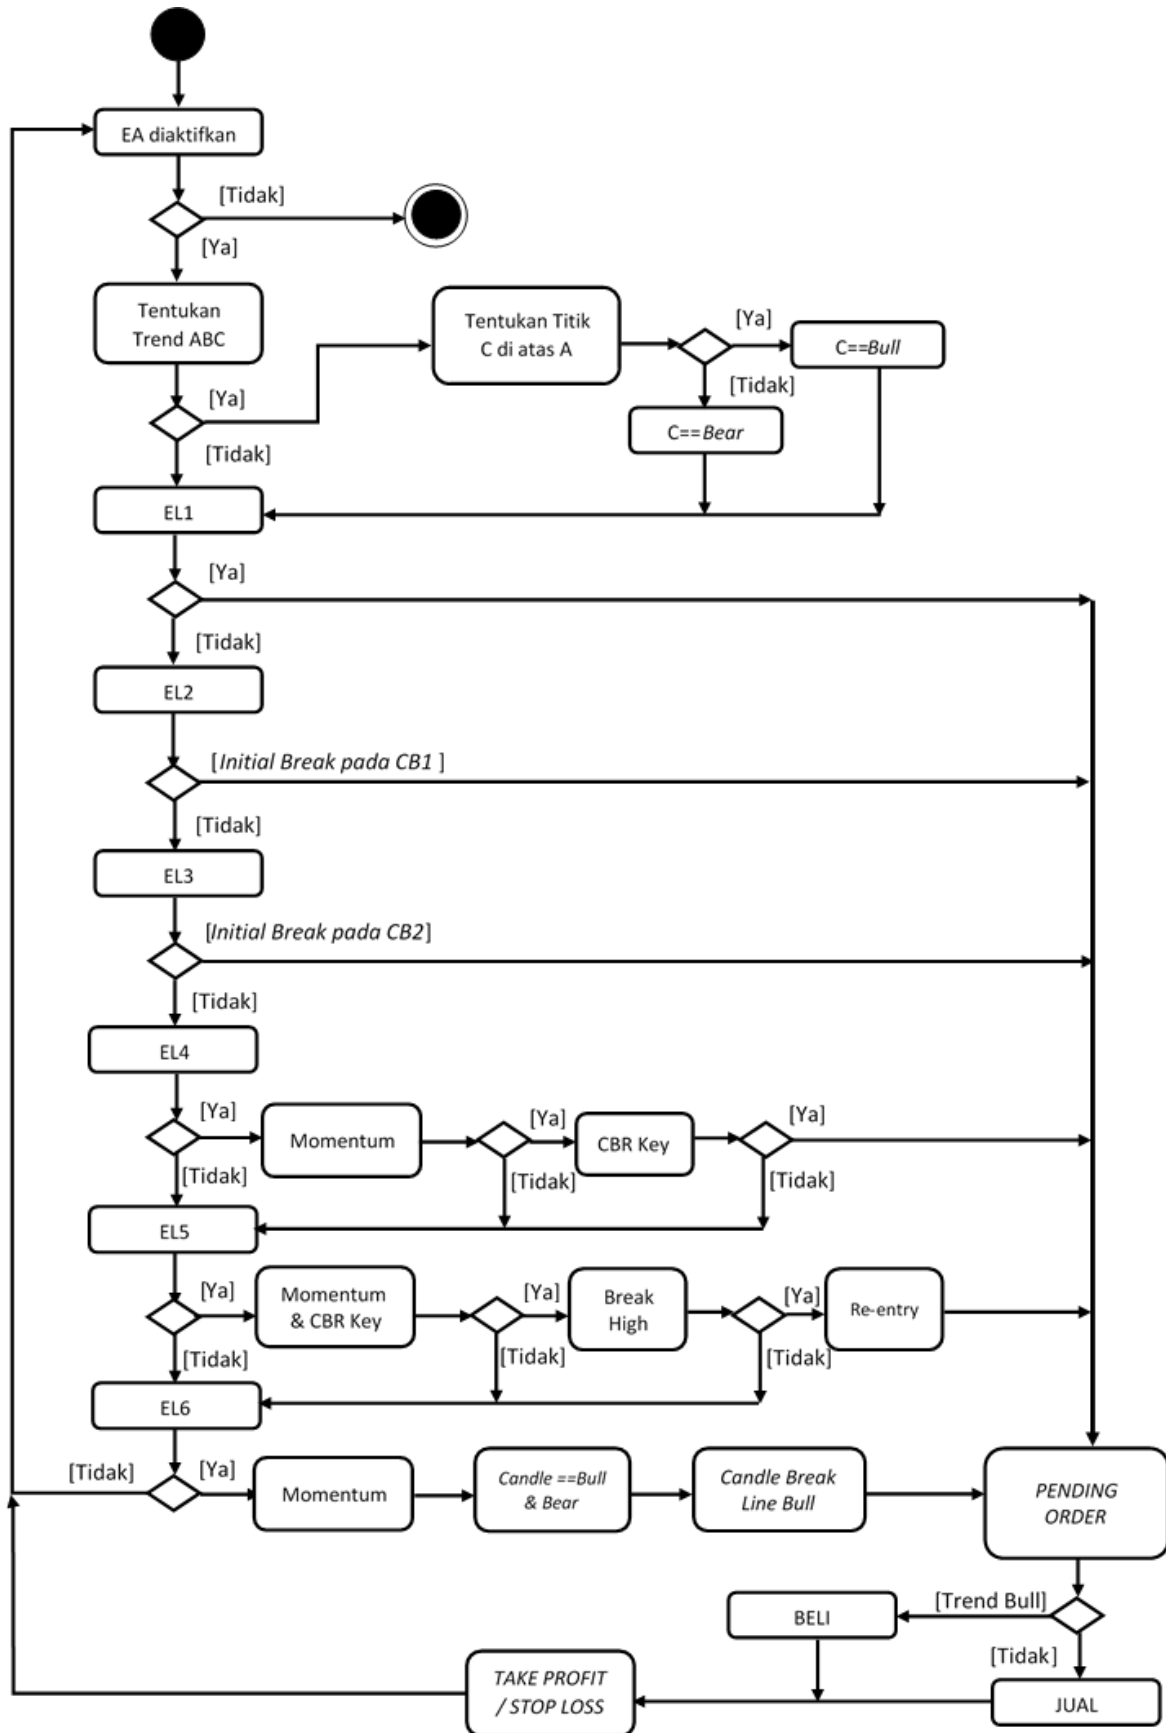 EA diaktifkan
[Tidak]
[Ya]
Tentukan
Trend ABC
Tentukan Titik
C di atas A
[Ya]
C==Bull
[Tidak]
C==Bear
[Ya]
[Tidak]
EL1
[Ya]
[Tidak]
EL2
[Initial Break pada CB1 ]
[Tidak]
EL3
[Initial Break pada CB2]
[Tidak]
EL4
[Ya]
Momentum
[Ya]
CBR Key
[Ya]
[Tidak]
[Tidak]
[Tidak]
EL5
[Ya]
Momentum
& CBR Key
[Ya]
Break
High
[Ya]
Re-entry
[Tidak]
[Tidak]
[Tidak]
EL6
[Tidak]
[Ya]
Momentum
Candle ==Bull
& Bear
Candle Break
Line Bull
PENDING
ORDER
[Trend Bull]
BELI
[Tidak]
JUAL
TAKE PROFIT
/ STOP LOSS